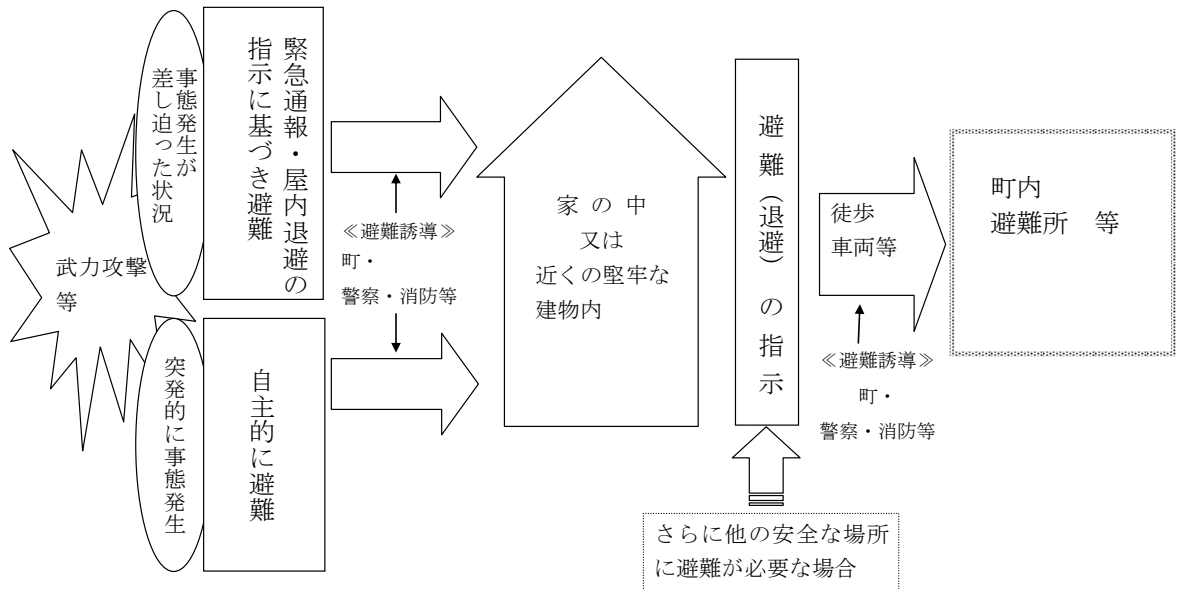 武力攻撃
等
事態発生が
差し迫った状況
緊急通報・屋内退避の
指示に基づき避難
突発的に事態発生
自主的に避難
≪避難誘導≫
町・
警察・消防等
家の中
又は
近くの堅牢な
建物内
避難(退避)の指示
さらに他の安全な場所
に避難が必要な場合
徒歩
車両等
≪避難誘導≫
町・
警察・消防等
町内
避難所 等